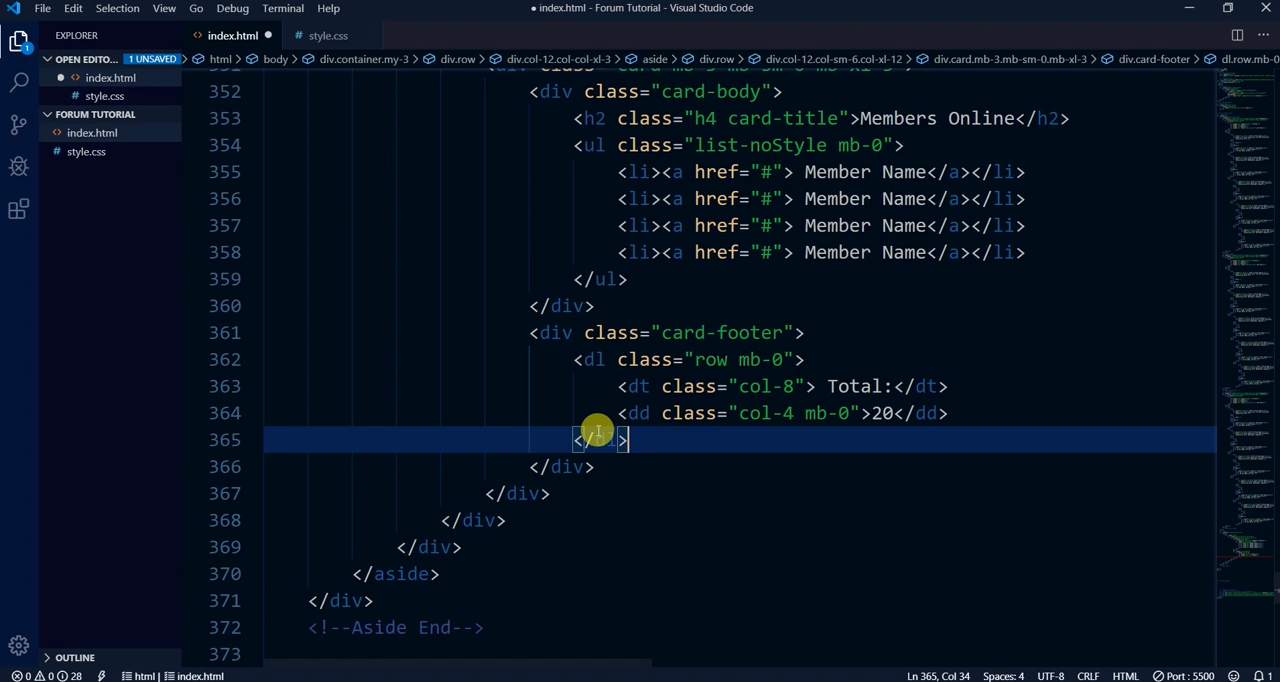 File Edit Selection View Go Debug Terminal Help ● index.html - Forum Tutorial - Visual Studio Code
EXPLORER <> index.html ● # style.css
OPEN EDITO... 1 UNSAVED html > body > div.container.my-3 > div.row > div.col-12.col-xl-3 > aside > div.row > div.col-12.col-sm-6.col-xl-12 > div.card.mb-3.mb-sm-0.mb-xl-3 > div.card-footer > dl.row.mb-0
● <> index.html
# style.css
FORUM TUTORIAL
<> index.html
# style.css
352 <div class="card-body">
353 <h2 class="h4 card-title">Members Online</h2>
354 <ul class="list-noStyle mb-0">
355 <li><a href="#"> Member Name</a></li>
356 <li><a href="#"> Member Name</a></li>
357 <li><a href="#"> Member Name</a></li>
358 <li><a href="#"> Member Name</a></li>
359 </ul>
360 </div>
361 <div class="card-footer">
362 <dl class="row mb-0">
363 <dt class="col-8"> Total:</dt>
364 <dd class="col-4 mb-0">20</dd>
365 </dl>
366 </div>
367 </div>
368 </div>
369 </div>
370 </aside>
371 </div>
372 <!--Aside End-->
373
OUTLINE
0 0 28 html | index.html Ln 365, Col 34 Spaces: 4 UTF-8 CRLF HTML Port : 5500 1